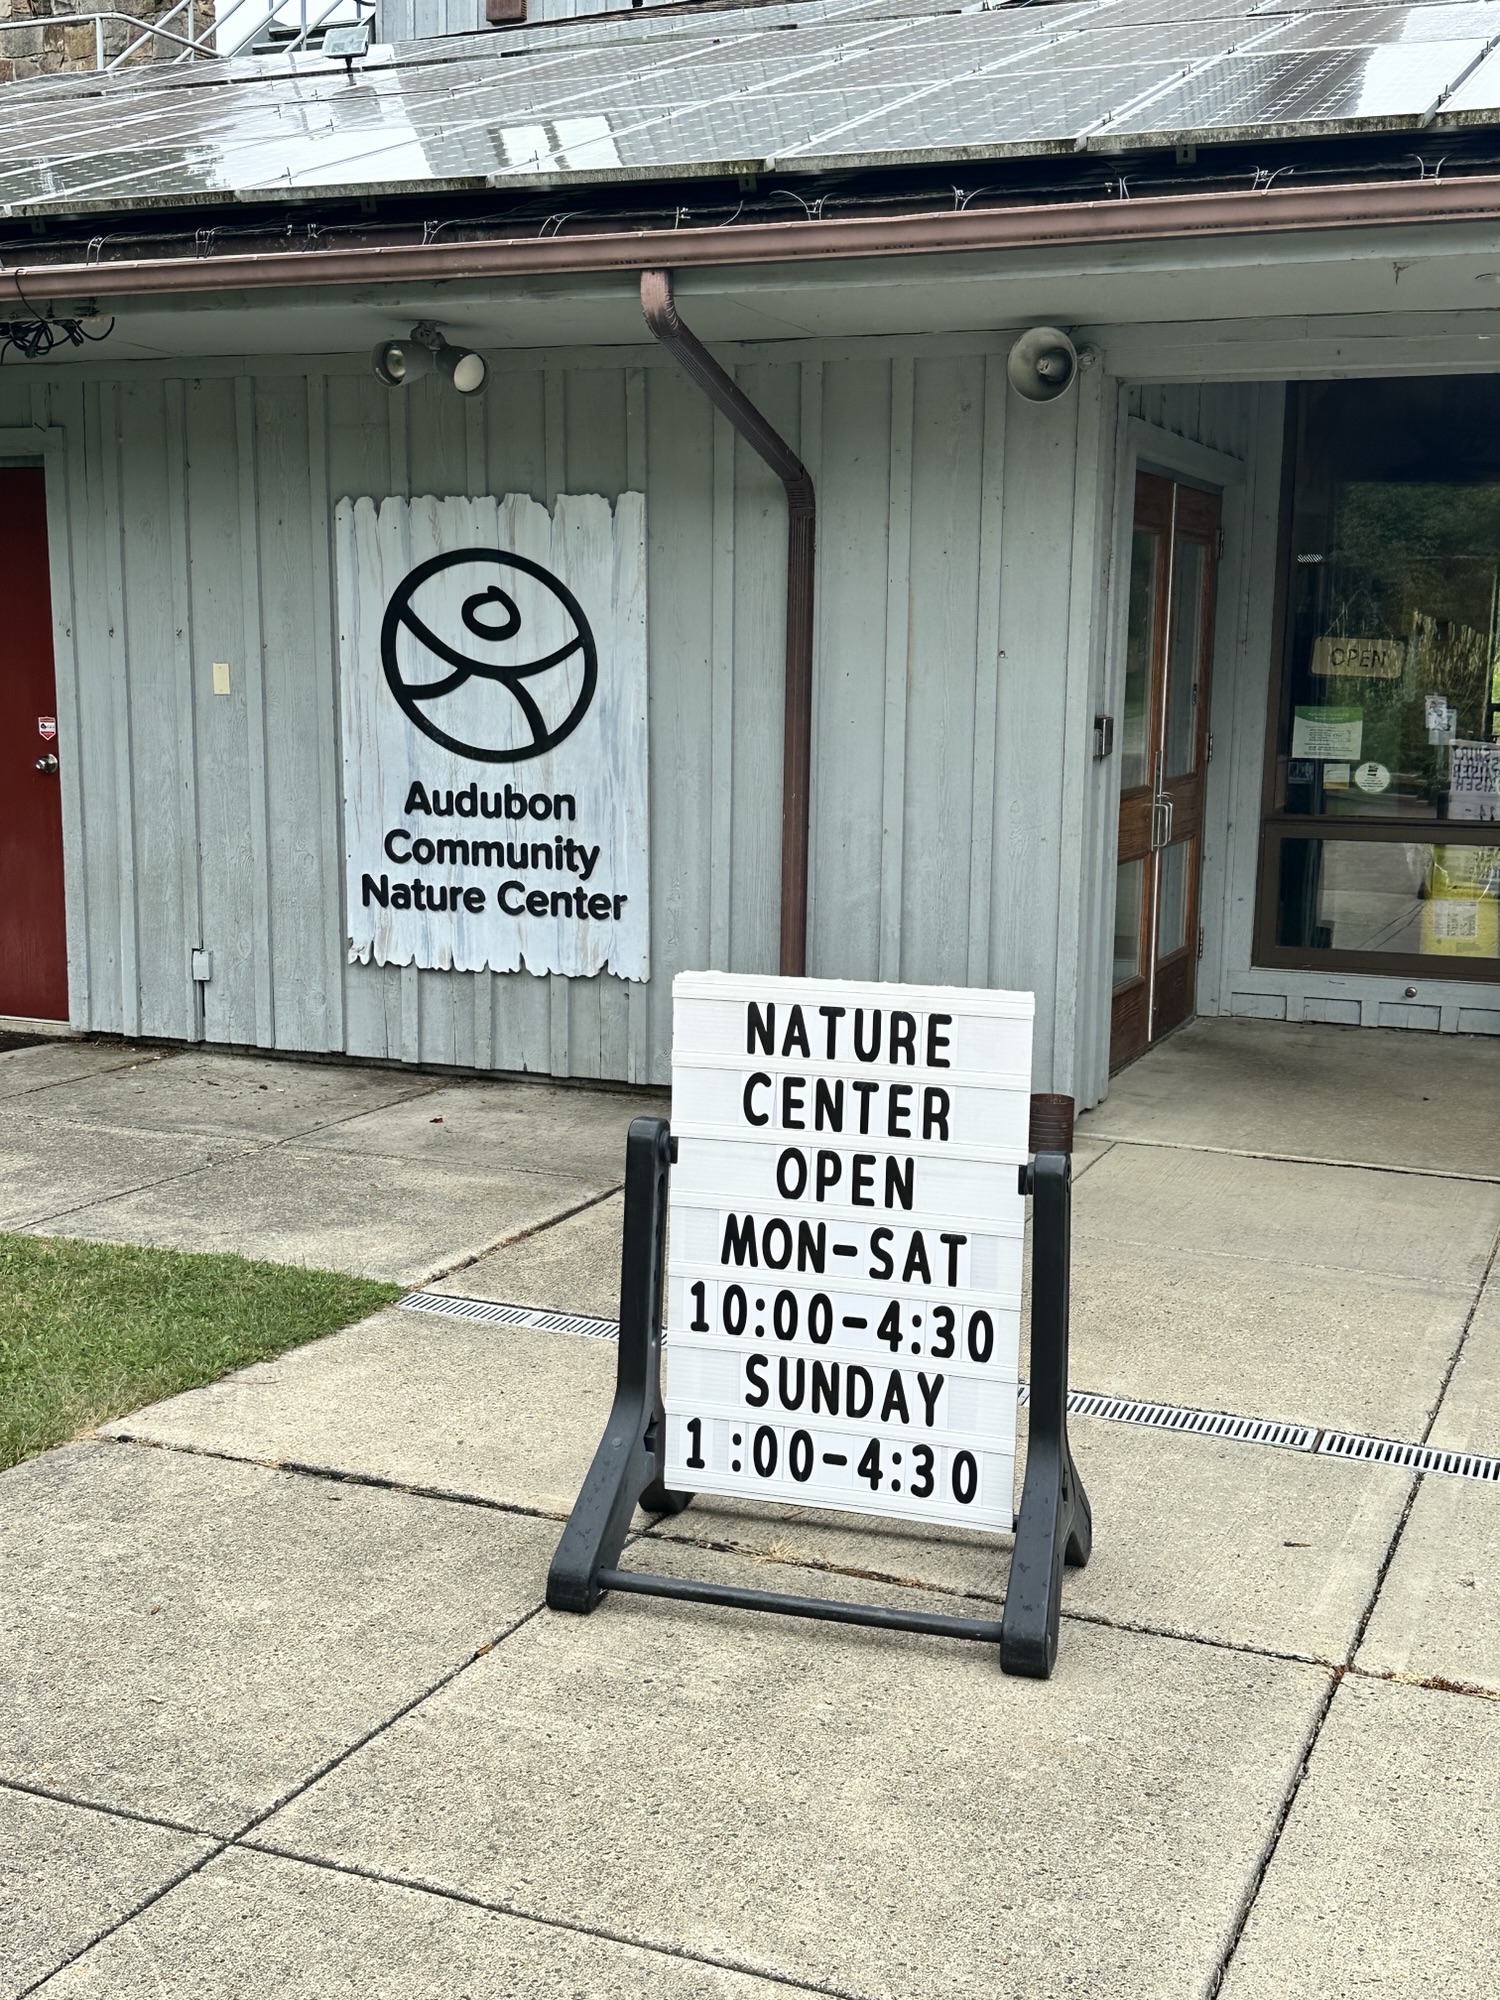 Audubon
Community
Nature Center
OPEN
NATURE
CENTER
OPEN
MON-SAT
10:00-4:30
SUNDAY
1:00-4:30